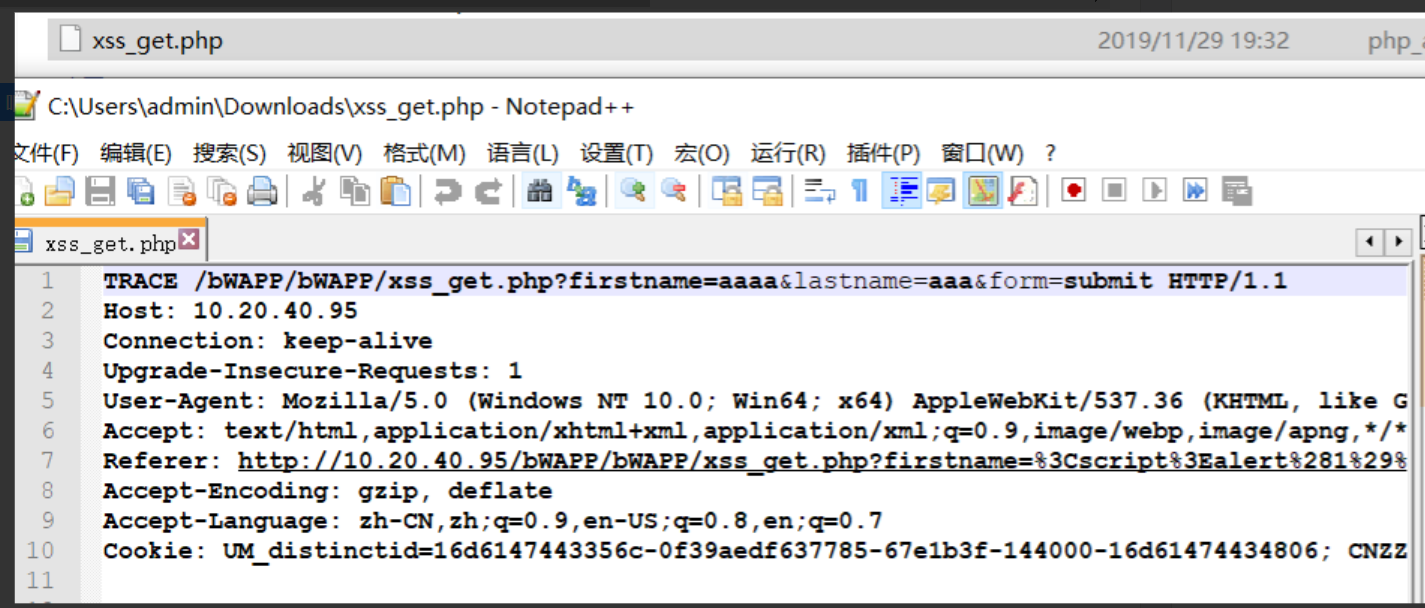 xss_get.php 2019/11/29 19:32 php_
C:\Users\admin\Downloads\xss_get.php - Notepad++
文件(F) 编辑(E) 搜索(S) 视图(V) 格式(M) 语言(L) 设置(T) 宏(O) 运行(R) 插件(P) 窗口(W) ?
xss_get.php
1 TRACE /bWAPP/bWAPP/xss_get.php?firstname=aaaa&lastname=aaa&form=submit HTTP/1.1
2 Host: 10.20.40.95
3 Connection: keep-alive
4 Upgrade-Insecure-Requests: 1
5 User-Agent: Mozilla/5.0 (Windows NT 10.0; Win64; x64) AppleWebKit/537.36 (KHTML, like G
6 Accept: text/html,application/xhtml+xml,application/xml;q=0.9,image/webp,image/apng,*/*
7 Referer: http://10.20.40.95/bWAPP/bWAPP/xss_get.php?firstname=%3Cscript%3Ealert%281%29%
8 Accept-Encoding: gzip, deflate
9 Accept-Language: zh-CN,zh;q=0.9,en-US;q=0.8,en;q=0.7
10 Cookie: UM_distinctid=16d6147443356c-0f39aedf637785-67e1b3f-144000-16d61474434806; CNZZ
11